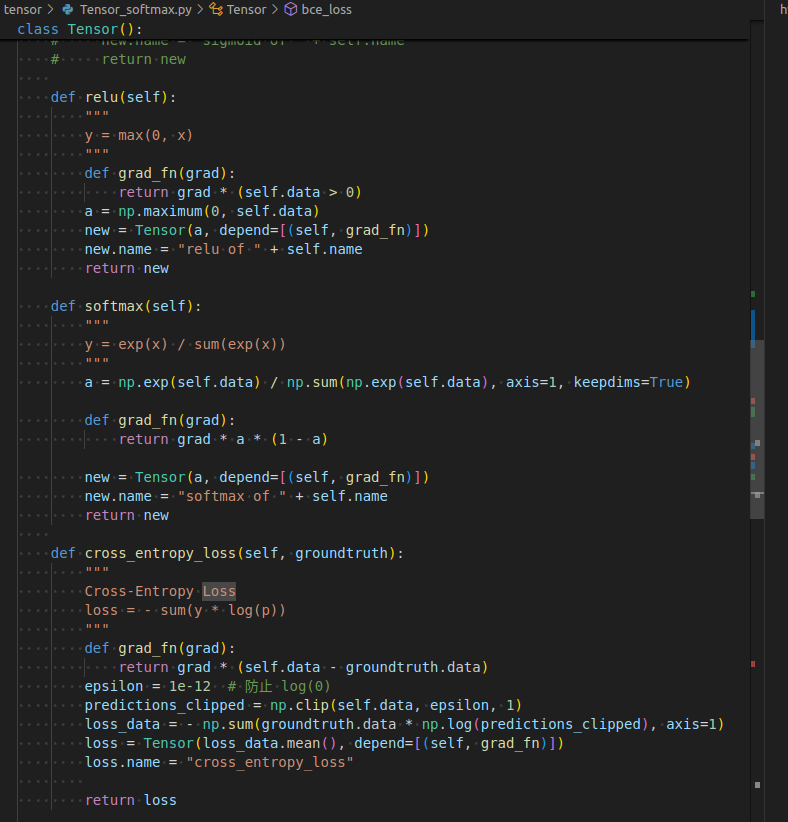 tensor > Tensor_softmax.py > Tensor > bce_loss
class Tensor():
# new.name = "sigmoid of " + self.name
# return new
def relu(self):
"""
y = max(0, x)
"""
def grad_fn(grad):
return grad * (self.data > 0)
a = np.maximum(0, self.data)
new = Tensor(a, depend=[(self, grad_fn)])
new.name = "relu of " + self.name
return new
def softmax(self):
"""
y = exp(x) / sum(exp(x))
"""
a = np.exp(self.data) / np.sum(np.exp(self.data), axis=1, keepdims=True)
def grad_fn(grad):
return grad * a * (1 - a)
new = Tensor(a, depend=[(self, grad_fn)])
new.name = "softmax of " + self.name
return new
def cross_entropy_loss(self, groundtruth):
"""
Cross-Entropy Loss
loss = - sum(y * log(p))
"""
def grad_fn(grad):
return grad * (self.data - groundtruth.data)
epsilon = 1e-12  # 防止 log(0)
predictions_clipped = np.clip(self.data, epsilon, 1)
loss_data = - np.sum(groundtruth.data * np.log(predictions_clipped), axis=1)
loss = Tensor(loss_data.mean(), depend=[(self, grad_fn)])
loss.name = "cross_entropy_loss"
return loss